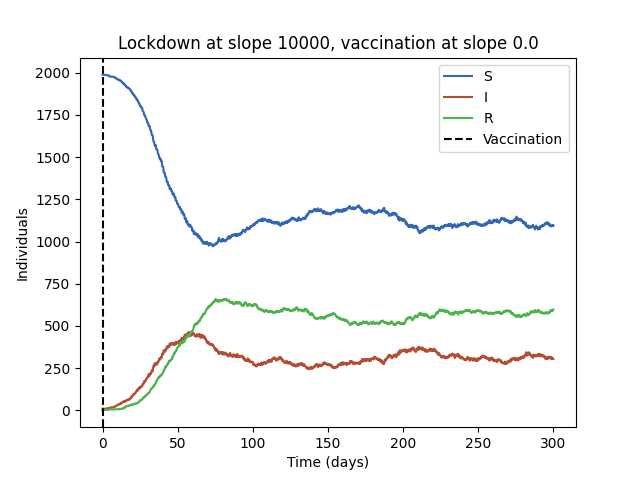 Lockdown at slope 10000, vaccination at slope 0.0
S
I
R
Vaccination
Individuals
2000
1750
1500
1250
1000
750
500
250
0
0 50 100 150 200 250 300
Time (days)